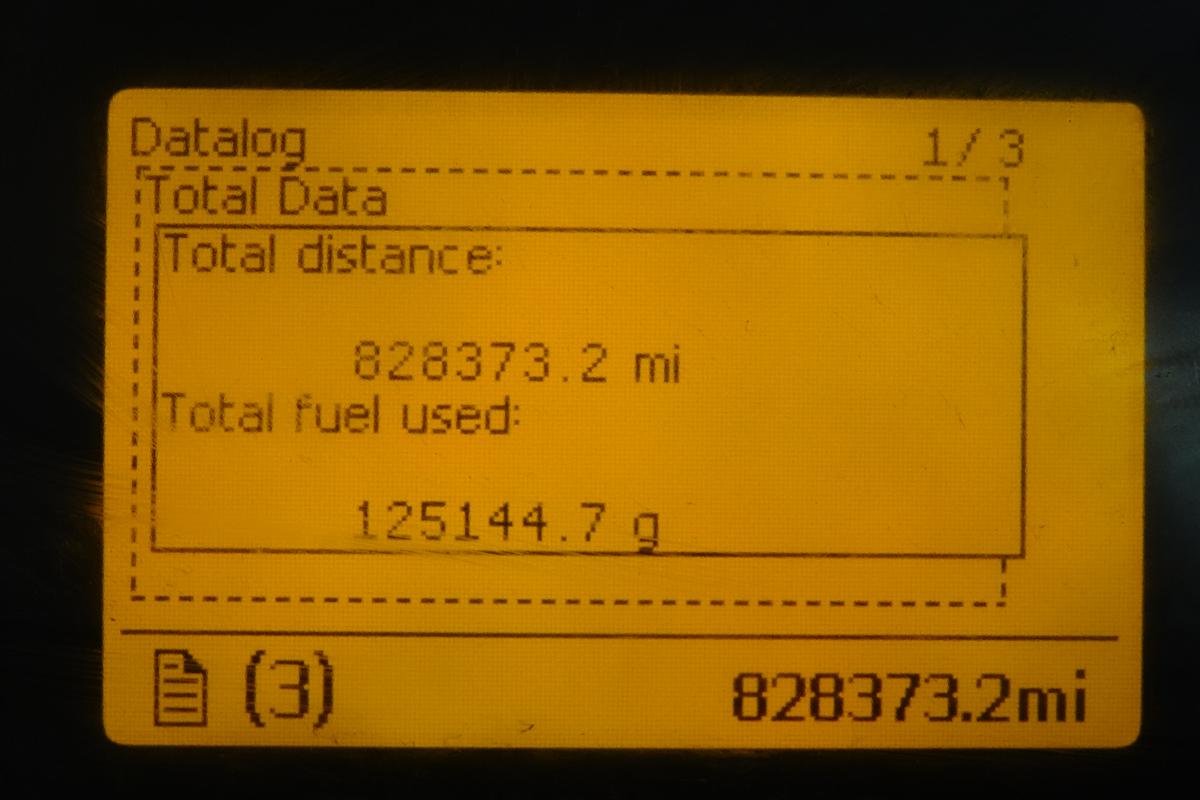 Datalog 1/3
Total Data
Total distance:
828373.2 mi
Total fuel used:
125144.7 g
(3) 828373.2mi